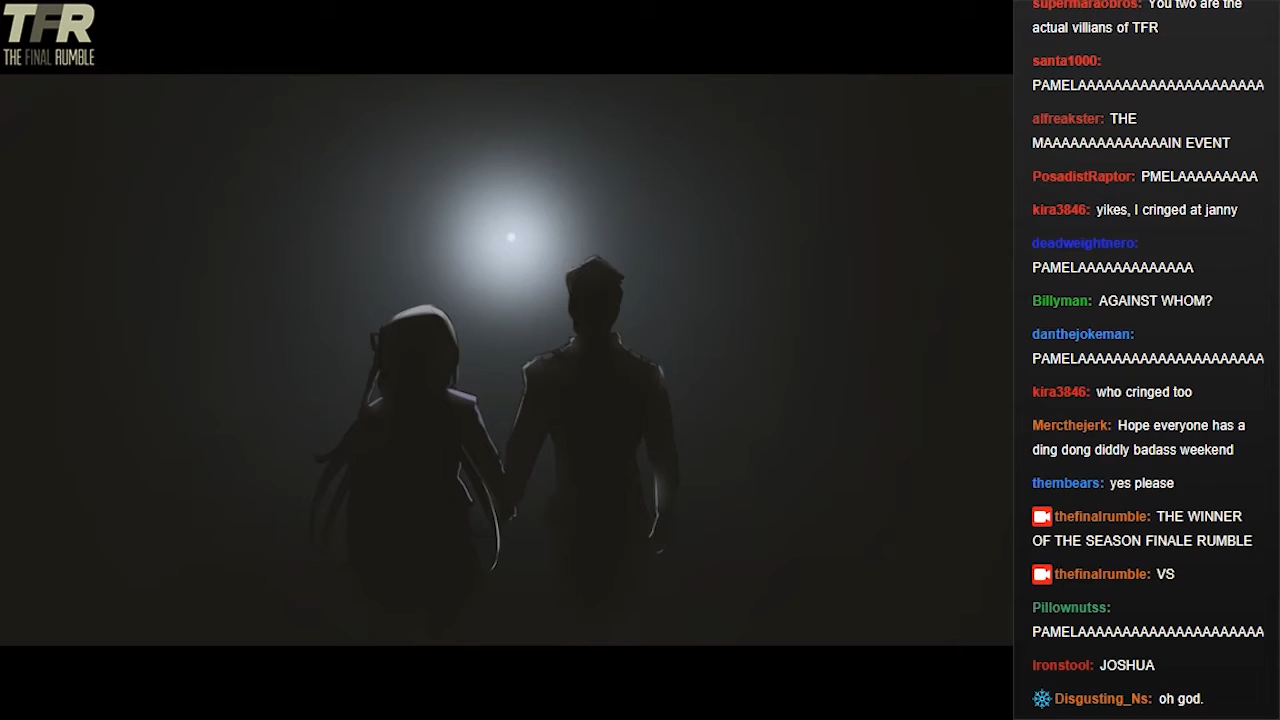 TFR
THE FINAL RUMBLE
supermaraobros: You two are the
actual villians of TFR
santa1000:
PAMELAAAAAAAAAAAAAAAAAAAAA
alfreakster: THE
MAAAAAAAAAAAAAAIN EVENT
PosadistRaptor: PMELAAAAAAAAA
kira3846: yikes, I cringed at janny
deadweightnero:
PAMELAAAAAAAAAAAAA
Billyman: AGAINST WHOM?
danthejokeman:
PAMELAAAAAAAAAAAAAAAAAAAAA
kira3846: who cringed too
Mercthejerk: Hope everyone has a
ding dong diddly badass weekend
thembears: yes please
thefinalrumble: THE WINNER
OF THE SEASON FINALE RUMBLE
thefinalrumble: VS
Pillownutss:
PAMELAAAAAAAAAAAAAAAAAAAAA
Ironstool: JOSHUA
Disgusting_Ns: oh god.